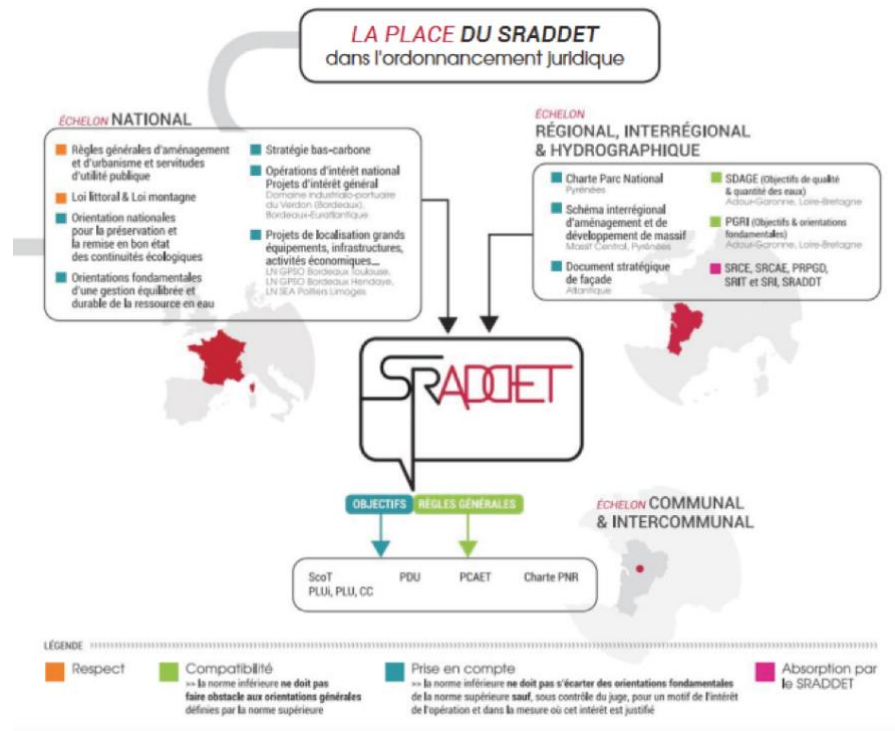 LA PLACE DU SRADDET
dans l'ordonnancement juridique
ÉCHELON NATIONAL
Règles générales d'aménagement
et d'urbanisme et servitudes
d'utilité publique
Loi littoral & Loi montagne
Orientation nationales
pour la préservation et
la remise en bon état
des continuités écologiques
Orientations fondamentales
d'une gestion équilibrée et
durable de la ressource en eau
Stratégie bas-carbone
Opérations d'intérêt national
Projets d'intérêt général
Domaine industrialo-portuaire
du Verdon (Bordeaux),
Bordeaux-Euratlantique
Projets de localisation grands
équipements, infrastructures,
activités économiques...
LN GPSO Bordeaux Toulouse,
LN GPSO Bordeaux Hendaye,
LN SEA Poitiers Limoges
ÉCHELON
RÉGIONAL, INTERRÉGIONAL
& HYDROGRAPHIQUE
Charte Parc National
Pyrénées
Schéma interrégional
d'aménagement et de
développement de massif
Massif Central, Pyrénées
Document stratégique
de façade
Atlantique
SDAGE (Objectifs de qualité
& quantité des eaux)
Adour-Garonne, Loire-Bretagne
PGRI (Objectifs & orientations
fondamentales)
Adour-Garonne, Loire-Bretagne
SRCE, SRCAE, PRPGD,
SRIT et SRI, SRADDT
SRADDET
OBJECTIFS RÈGLES GÉNÉRALES
ÉCHELON COMMUNAL
& INTERCOMMUNAL
ScoT PDU PCAET Charte PNR
PLUi, PLU, CC
LÉGENDE
Respect
Compatibilité
>> la norme inférieure ne doit pas
faire obstacle aux orientations générales
définies par la norme supérieure
Prise en compte
>> la norme inférieure ne doit pas s'écarter des orientations fondamentales
de la norme supérieure sauf, sous contrôle du juge, pour un motif de l'intérêt
de l'opération et dans la mesure où cet intérêt est justifié
Absorption par
le SRADDET